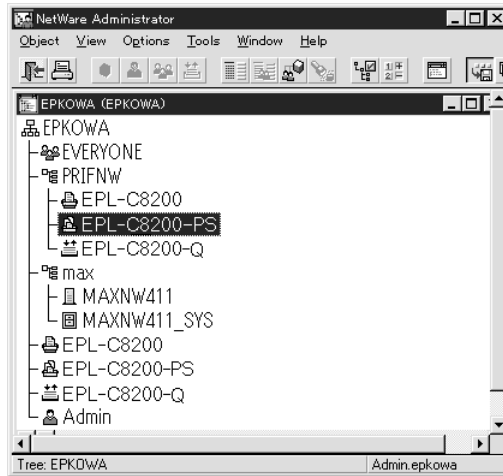 NetWare Administrator
Object View Options Tools Window Help
EPKOWA (EPKOWA)
EPKOWA
EVERYONE
PRIFNW
EPL-C8200
EPL-C8200-PS
EPL-C8200-Q
max
MAXNW411
MAXNW411_SYS
EPL-C8200
EPL-C8200-PS
EPL-C8200-Q
Admin
Tree: EPKOWA Admin.epkowa